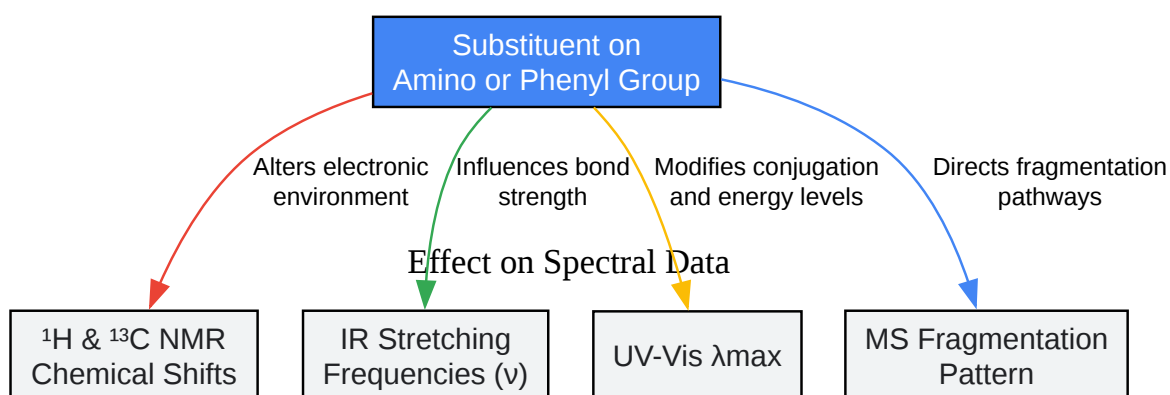 Substituent on
Amino or Phenyl Group
Alters electronic
environment
Influences bond
strength
Modifies conjugation
and energy levels
Directs fragmentation
pathways
Effect on Spectral Data
¹H & ¹³C NMR
Chemical Shifts
IR Stretching
Frequencies (ν)
UV-Vis λmax
MS Fragmentation
Pattern